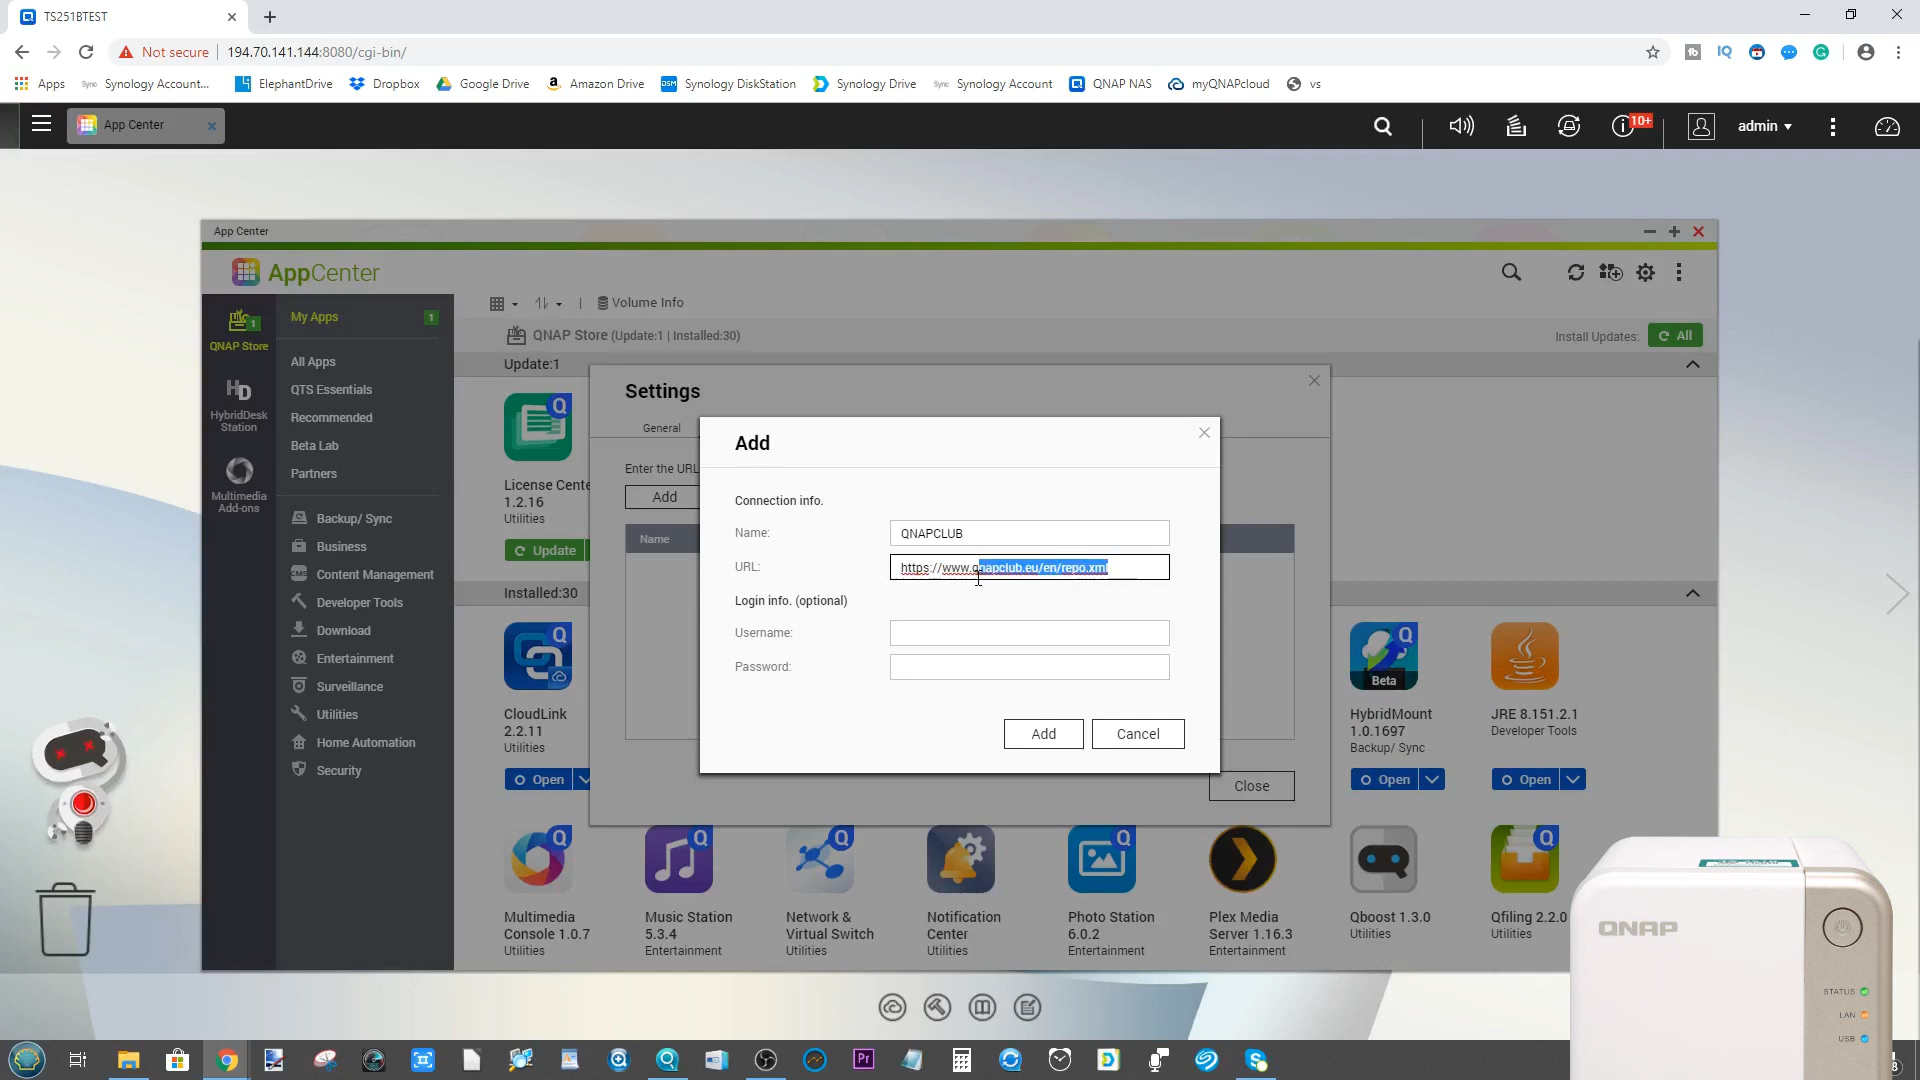 TS251BTEST
Not secure
194.70.141.144:8080/cgi-bin/
Apps
Synology Account...
ElephantDrive
Dropbox
Google Drive
Amazon Drive
Synology DiskStation
Synology Drive
Synology Account
QNAP NAS
myQNAPcloud
vs
App Center
10+
admin
App Center
AppCenter
Volume Info
QNAP Store (Update:1 | Installed:30)
Install Updates:
All
1
QNAP Store
HD
HybridDesk
Station
Multimedia
Add-ons
My Apps
1
All Apps
QTS Essentials
Recommended
Beta Lab
Partners
Backup/ Sync
Business
CMS
Content Management
Developer Tools
Download
Entertainment
Surveillance
Utilities
Home Automation
Security
Update:1
License Cente
1.2.16
Utilities
Update
Installed:30
CloudLink
2.2.11
Utilities
Open
Settings
General
Enter the URL
Add
Name
Close
Add
Connection info.
Name:
QNAPCLUB
URL:
https://www.qnapclub.eu/en/repo.xml
Login info. (optional)
Username:
Password:
Add
Cancel
Beta
HybridMount
1.0.1697
Backup/ Sync
Open
JRE 8.151.2.1
Developer Tools
Open
Multimedia
Console 1.0.7
Utilities
Music Station
5.3.4
Entertainment
Network &
Virtual Switch
Utilities
Notification
Center
Utilities
Photo Station
6.0.2
Entertainment
Plex Media
Server 1.16.3
Entertainment
Qboost 1.3.0
Utilities
Qfiling 2.2.0
Utilities
QNAP
STATUS
LAN
USB